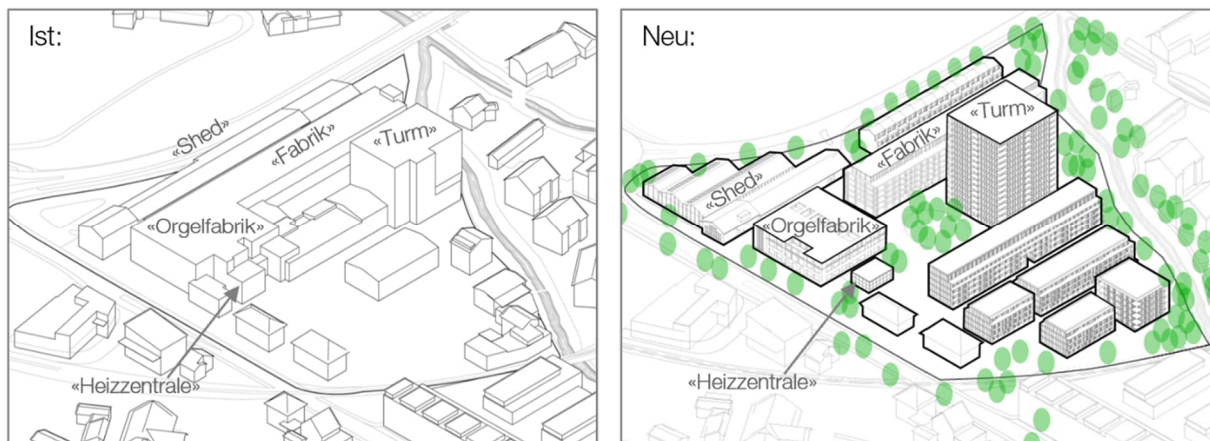 Ist:
«Shed»
«Fabrik»
«Turm»
«Orgelfabrik»
«Heizzentrale»
Neu:
«Turm»
«Fabrik»
«Shed»
«Orgelfabrik»
«Heizzentrale»